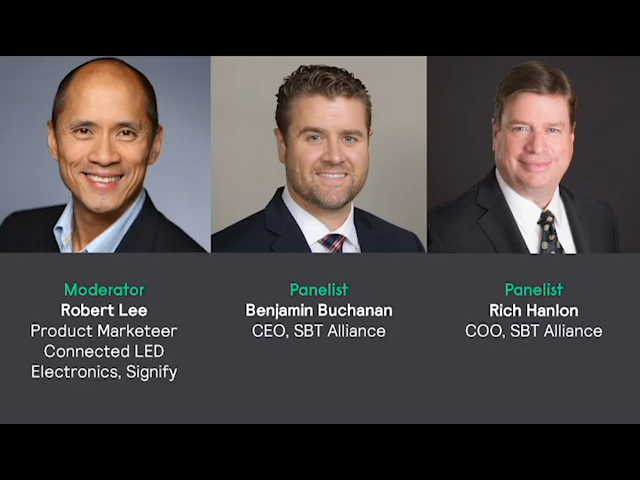 Moderator
Robert Lee
Product Marketeer
Connected LED
Electronics, Signify
Panelist
Benjamin Buchanan
CEO, SBT Alliance
Panelist
Rich Hanlon
COO, SBT Alliance